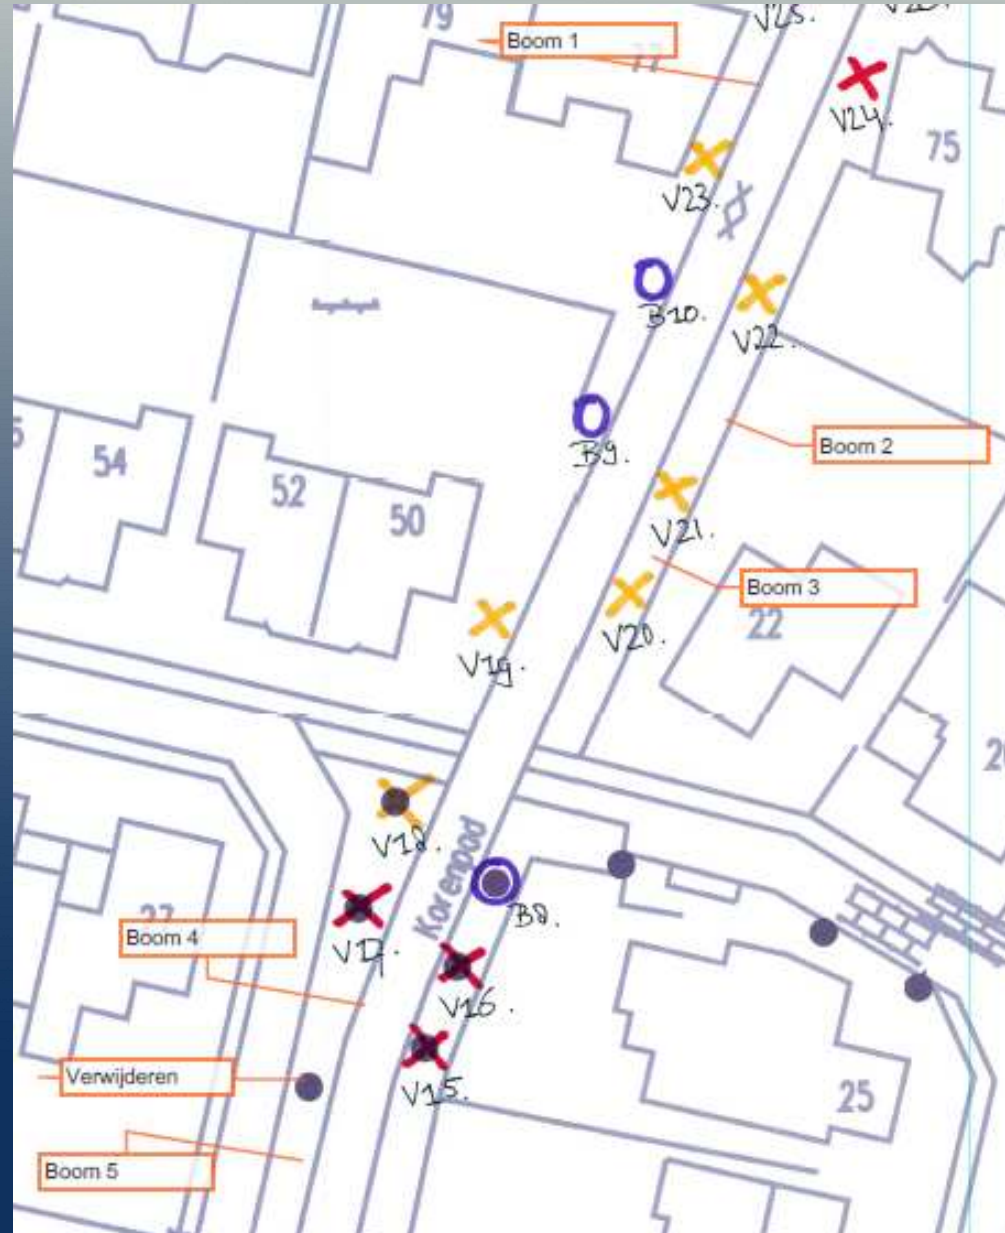 79
V25.
Boom 1
77
V24.
75
V23.
B10.
V22.
B9.
Boom 2
54
52
50
V21.
Boom 3
22
V20.
V19.
V18.
Korenpad
27
B8.
Boom 4
V17.
V16.
Verwijderen
V15.
25
Boom 5